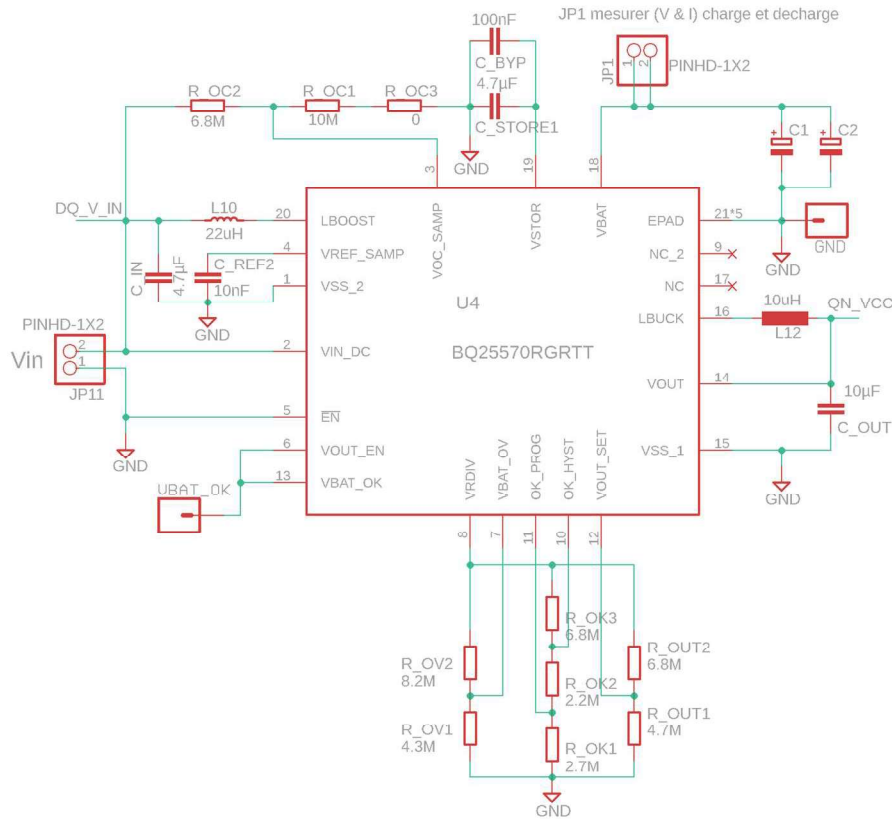 JP1 mesurer (V & I) charge et decharge
100nF
C_BYP
4.7µF
C_STORE1
JP1
1
2
PINHD-1X2
R_OC2
6.8M
R_OC1
10M
R_OC3
0
GND
C1
C2
3
19
18
DQ_V_IN
L10
22uH
20
LBOOST
VOC_SAMP
VSTOR
VBAT
EPAD
21*5
GND
GND
4
VREF_SAMP
NC_2
9
C_IN
4.7µF
C_REF2
10nF
1
VSS_2
NC
17
GND
U4
LBUCK
16
10uH
L12
QN_VCC
PINHD-1X2
Vin
2
1
JP11
2
VIN_DC
BQ25570RGRTT
VOUT
14
10µF
C_OUT
5
EN
GND
6
VOUT_EN
VSS_1
15
GND
13
VBAT_OK
UBAT_OK
VRDIV
VBAT_OV
OK_PROG
OK_HYST
VOUT_SET
8
7
11
10
12
R_OK3
6.8M
R_OV2
8.2M
R_OK2
2.2M
R_OUT2
6.8M
R_OV1
4.3M
R_OK1
2.7M
R_OUT1
4.7M
GND